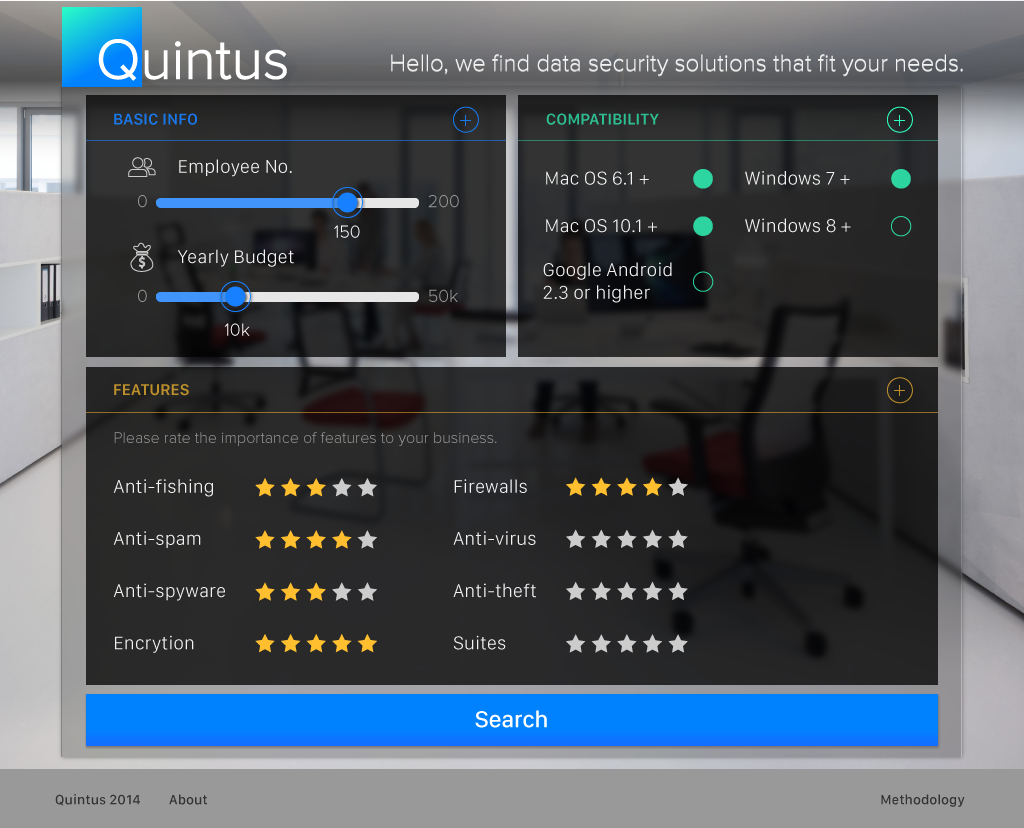 Quintus
Hello, we find data security solutions that fit your needs.
BASIC INFO
Employee No.
0
200
150
Yearly Budget
0
50k
10k
COMPATIBILITY
Mac OS 6.1 +
Windows 7 +
Mac OS 10.1 +
Windows 8 +
Google Android
2.3 or higher
FEATURES
Please rate the importance of features to your business.
Anti-fishing
Firewalls
Anti-spam
Anti-virus
Anti-spyware
Anti-theft
Encrytion
Suites
Search
Quintus 2014
About
Methodology